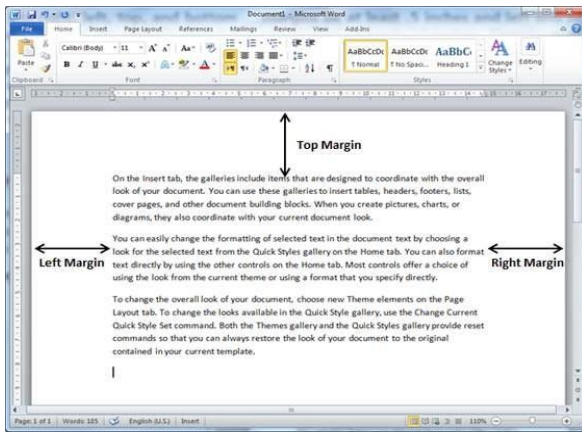 Document1 - Microsoft Word
File Home Insert Page Layout References Mailings Review View Add-Ins
Calibri (Body) 11
AaBbCcDc AaBbCcDc AaBbC
Paste
¶ Normal ¶ No Spaci... Heading 1 Change Styles Editing
Clipboard Font Paragraph Styles
Top Margin
On the Insert tab, the galleries include items that are designed to coordinate with the overall
look of your document. You can use these galleries to insert tables, headers, footers, lists,
cover pages, and other document building blocks. When you create pictures, charts, or
diagrams, they also coordinate with your current document look.
You can easily change the formatting of selected text in the document text by choosing a
look for the selected text from the Quick Styles gallery on the Home tab. You can also format
Left Margin
text directly by using the other controls on the Home tab. Most controls offer a choice of
Right Margin
using the look from the current theme or using a format that you specify directly.
To change the overall look of your document, choose new Theme elements on the Page
Layout tab. To change the looks available in the Quick Style gallery, use the Change Current
Quick Style Set command. Both the Themes gallery and the Quick Styles gallery provide reset
commands so that you can always restore the look of your document to the original
contained in your current template.
Page: 1 of 1 Words: 185 English (U.S.) Insert 110%